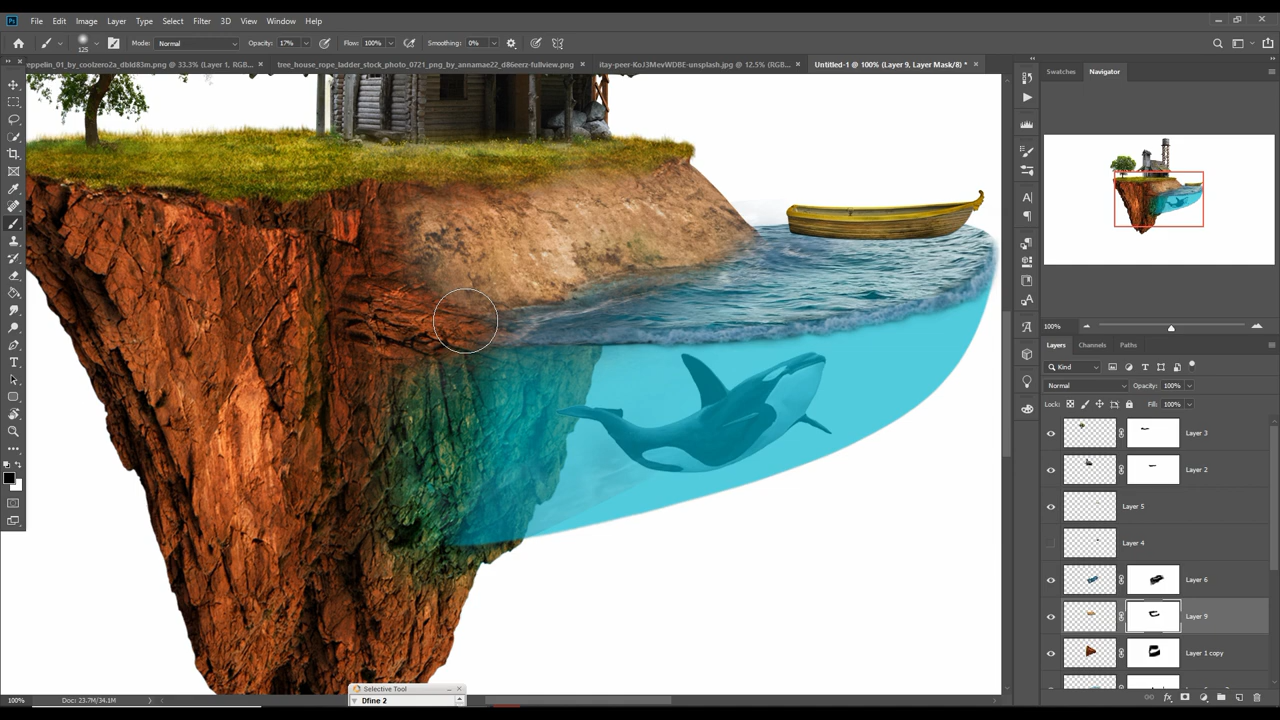 Ps File Edit Image Layer Type Select Filter 3D View Window Help
125 Mode: Normal Opacity: 17% Flow: 100% Smoothing: 0%
eppelin_01_by_coolzero2a_dbld83m.png @ 33.3% (Layer 1, RGB... × tree_house_rope_ladder_stock_photo_0721_png_by_annamae22_d86eerz-fullview.png × itay-peer-KoJ3MevWDBE-unsplash.jpg @ 12.5% (RGB... × Untitled-1 @ 100% (Layer 9, Layer Mask/8) * ×
Swatches Navigator
100%
Layers Channels Paths
Kind
Normal Opacity: 100%
Lock: Fill: 100%
Layer 3
Layer 2
Layer 5
Layer 4
Layer 6
Layer 9
Layer 1 copy
Selective Tool
Dfine 2
100% Doc: 23.7M/34.1M